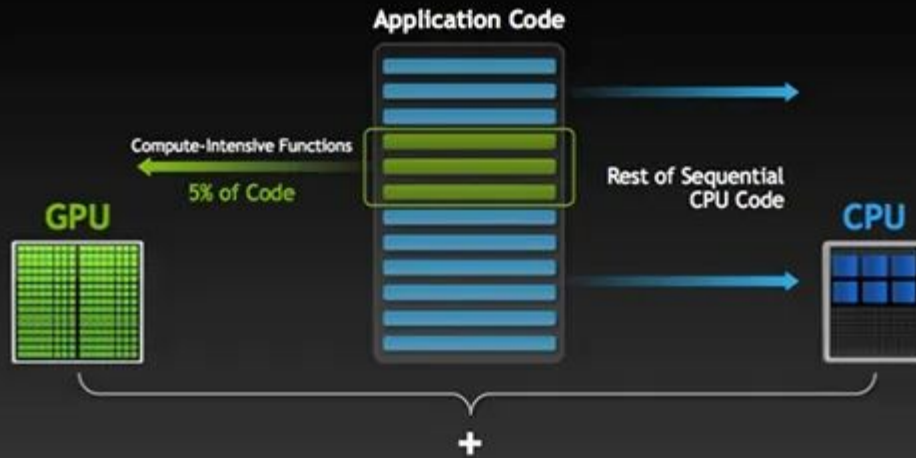 Application Code
Compute-Intensive Functions
5% of Code
Rest of Sequential
CPU Code
GPU
CPU
+